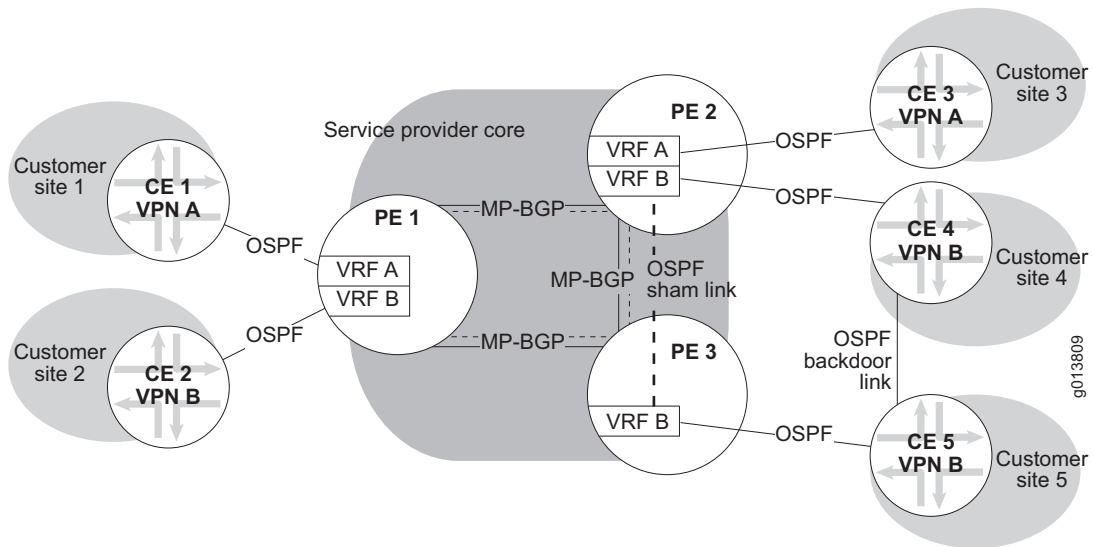 Service provider core
Customer
site 1
CE 1
VPN A
OSPF
PE 1
VRF A
VRF B
Customer
site 2
CE 2
VPN B
OSPF
MP-BGP
MP-BGP
MP-BGP
OSPF
sham link
PE 2
VRF A
VRF B
PE 3
VRF B
OSPF
CE 3
VPN A
Customer
site 3
OSPF
CE 4
VPN B
Customer
site 4
OSPF
backdoor
link
OSPF
CE 5
VPN B
Customer
site 5
g013809